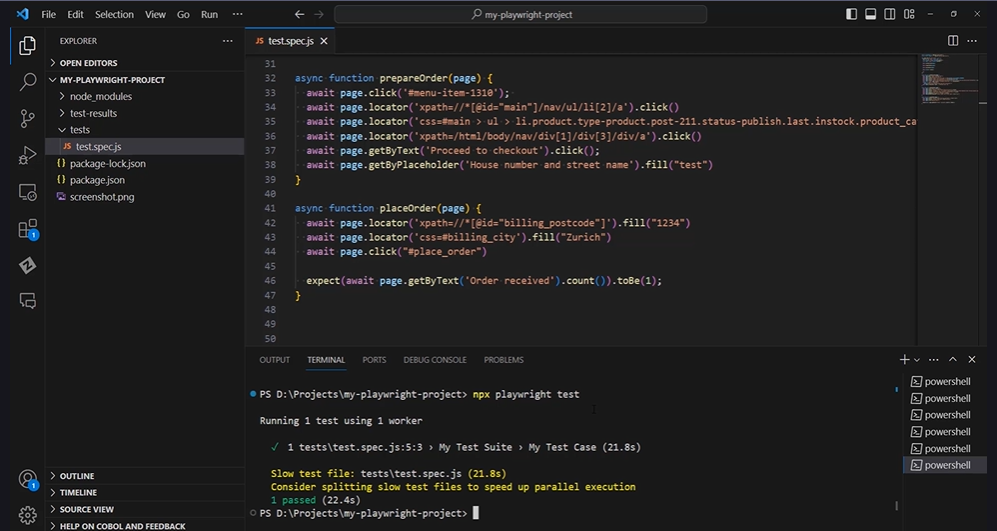 File Edit Selection View Go Run ···
my-playwright-project
EXPLORER ···
OPEN EDITORS
MY-PLAYWRIGHT-PROJECT
node_modules
test-results
tests
JS test.spec.js
{} package-lock.json
{} package.json
screenshot.png
OUTLINE
TIMELINE
SOURCE VIEW
HELP ON COBOL AND FEEDBACK
1
1
JS test.spec.js
31
32 async function prepareOrder(page) {
33 await page.click('#menu-item-1310');
34 await page.locator('xpath=//*[@id="main"]/nav/ul/li[2]/a').click()
35 await page.locator('css=#main > ul > li.product.type-product.post-211.status-publish.last.instock.product_ca
36 await page.locator('xpath=/html/body/nav/div[1]/div[3]/div/a').click()
37 await page.getByText('Proceed to checkout').click();
38 await page.getByPlaceholder('House number and street name').fill("test")
39 }
40
41 async function placeOrder(page) {
42 await page.locator('xpath=//*[@id="billing_postcode"]').fill("1234")
43 await page.locator('css=#billing_city').fill("Zurich")
44 await page.click("#place_order")
45
46 expect(await page.getByText('Order received').count()).toBe(1);
47 }
48
49
50
OUTPUT TERMINAL PORTS DEBUG CONSOLE PROBLEMS
PS D:\Projects\my-playwright-project> npx playwright test
Running 1 test using 1 worker
✓ 1 tests\test.spec.js:5:3 › My Test Suite › My Test Case (21.8s)
Slow test file: tests\test.spec.js (21.8s)
Consider splitting slow test files to speed up parallel execution
1 passed (22.4s)
PS D:\Projects\my-playwright-project>
powershell
powershell
powershell
powershell
powershell
powershell